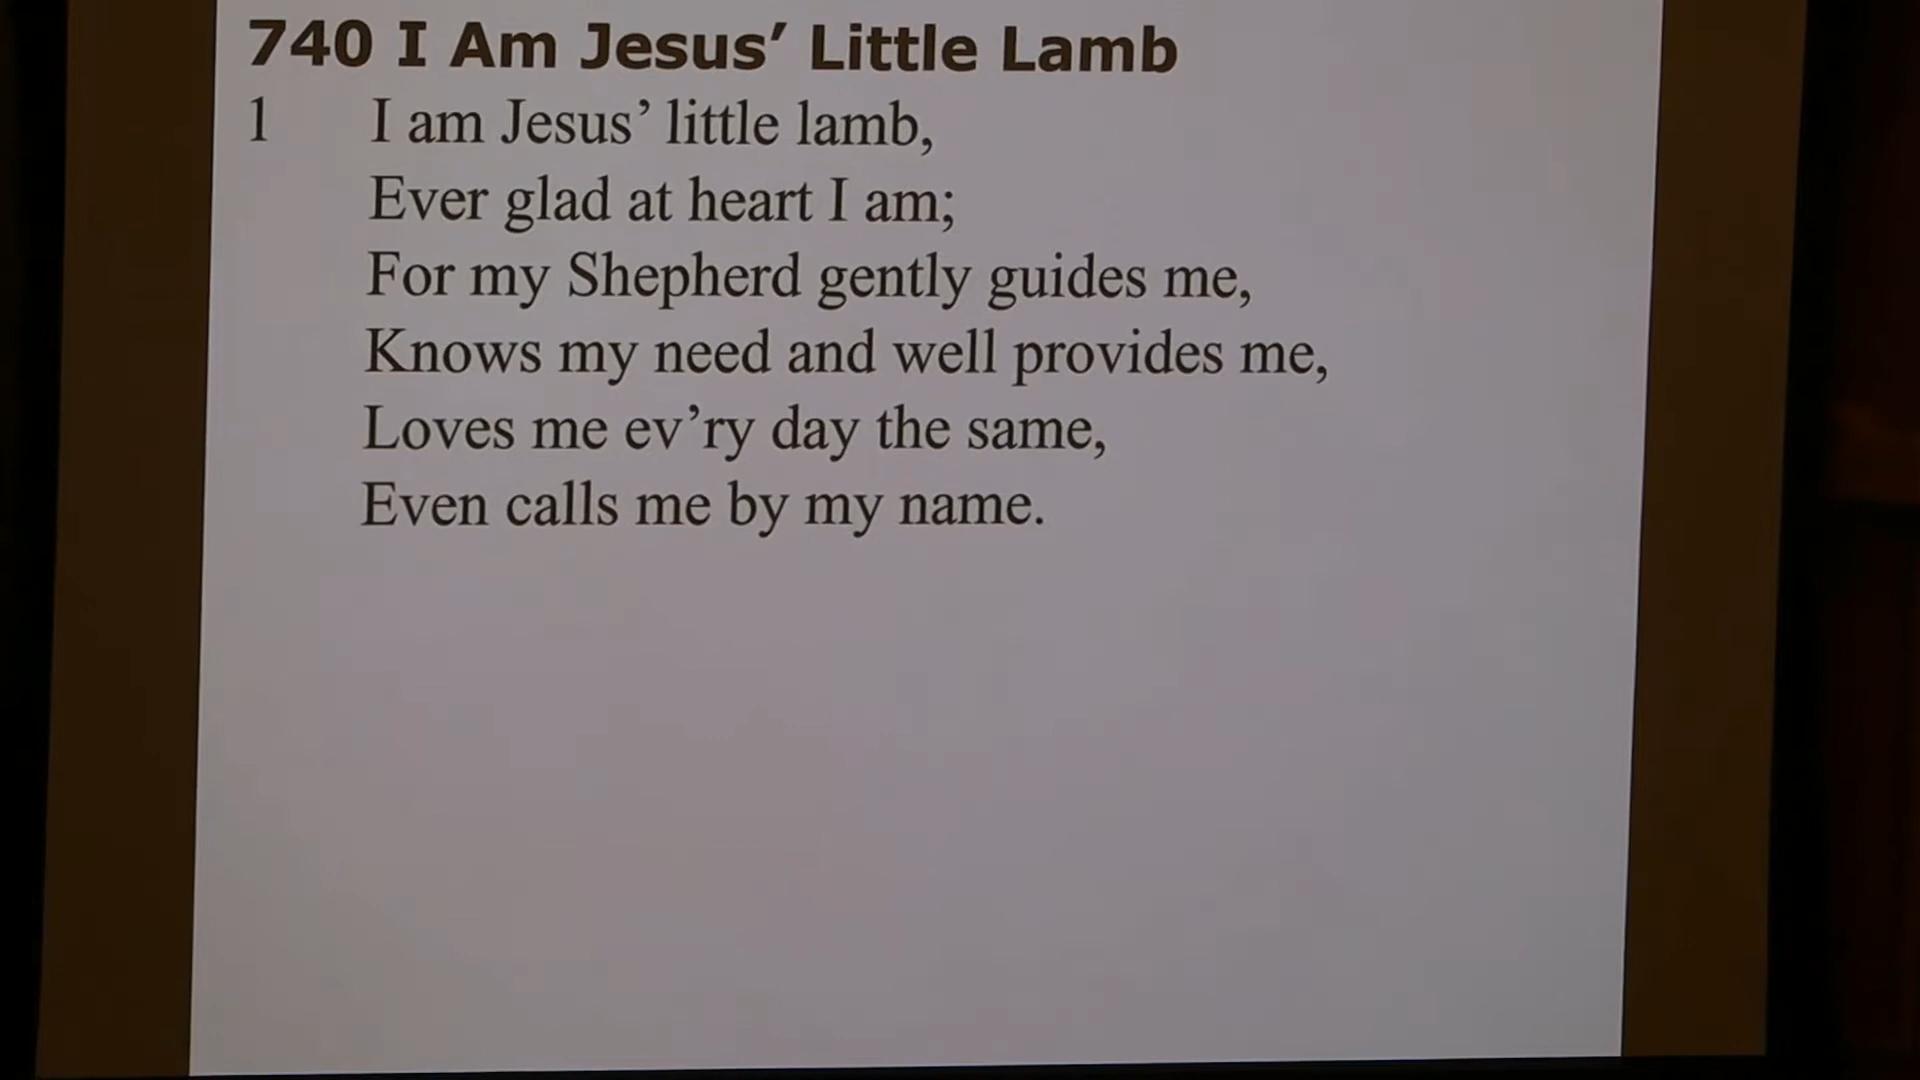 740 I Am Jesus’ Little Lamb
1 I am Jesus’ little lamb,
Ever glad at heart I am;
For my Shepherd gently guides me,
Knows my need and well provides me,
Loves me ev’ry day the same,
Even calls me by my name.